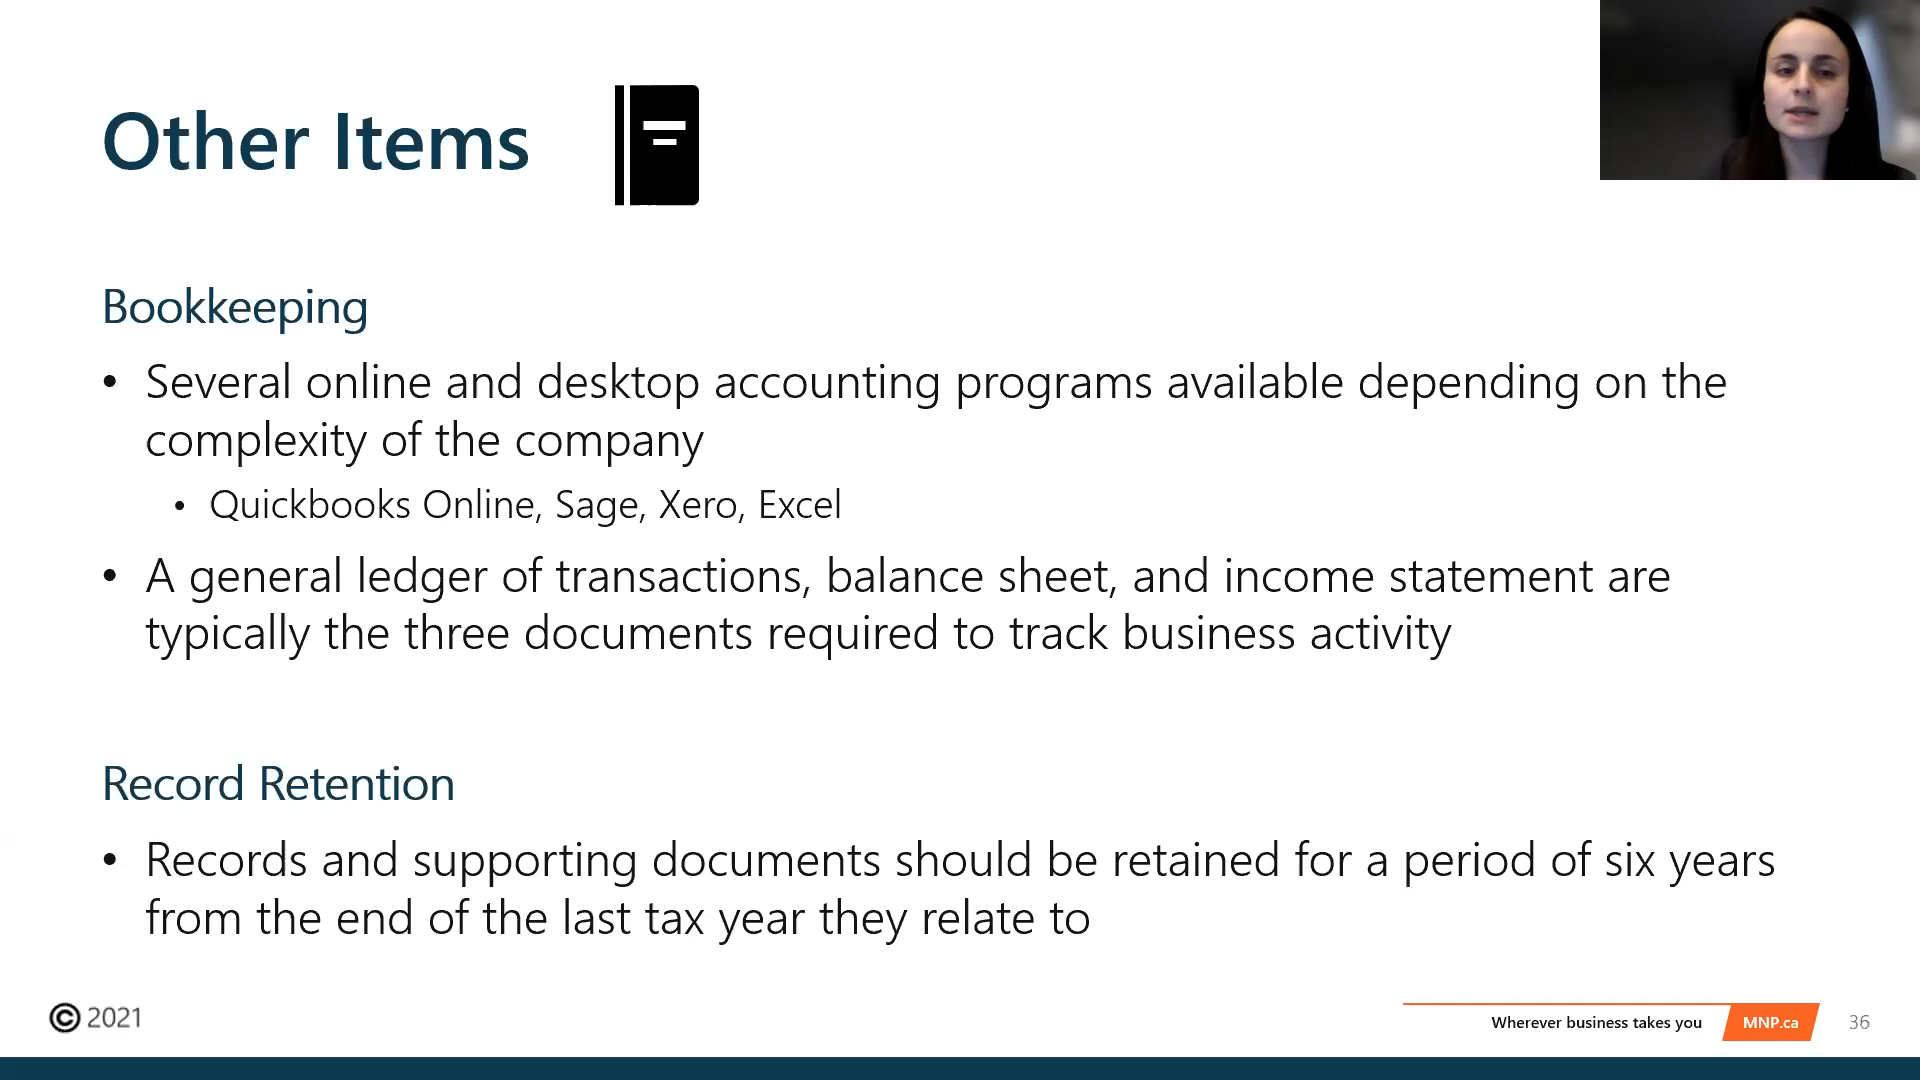 Other Items
Bookkeeping
• Several online and desktop accounting programs available depending on the
complexity of the company
• Quickbooks Online, Sage, Xero, Excel
• A general ledger of transactions, balance sheet, and income statement are
typically the three documents required to track business activity
Record Retention
• Records and supporting documents should be retained for a period of six years
from the end of the last tax year they relate to
© 2021
Wherever business takes you
MNP.ca
36